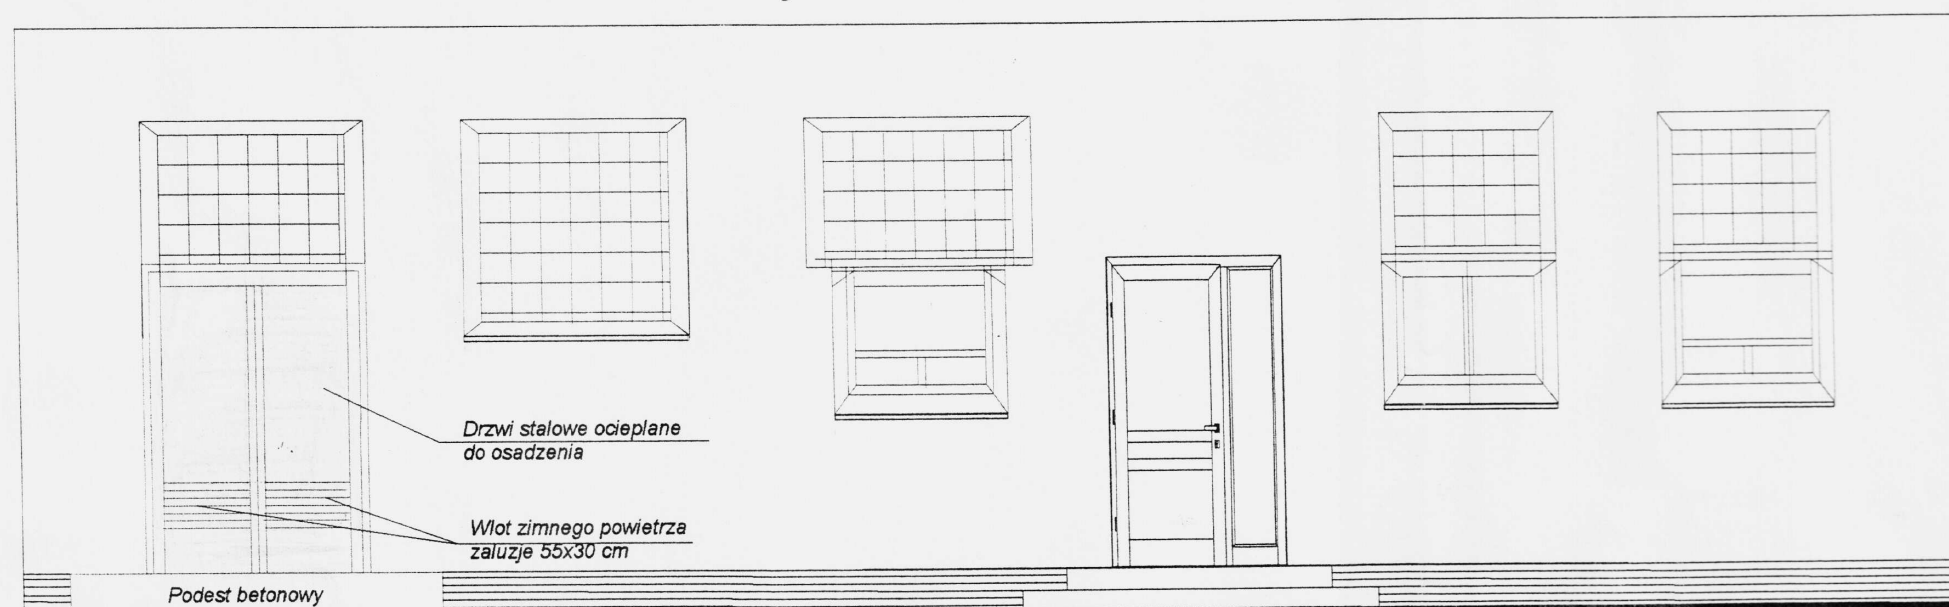 Drzwi stalowe ocieplane
do osadzenia
Wlot zimnego powietrza
zaluzje 55x30 cm
Podest betonowy